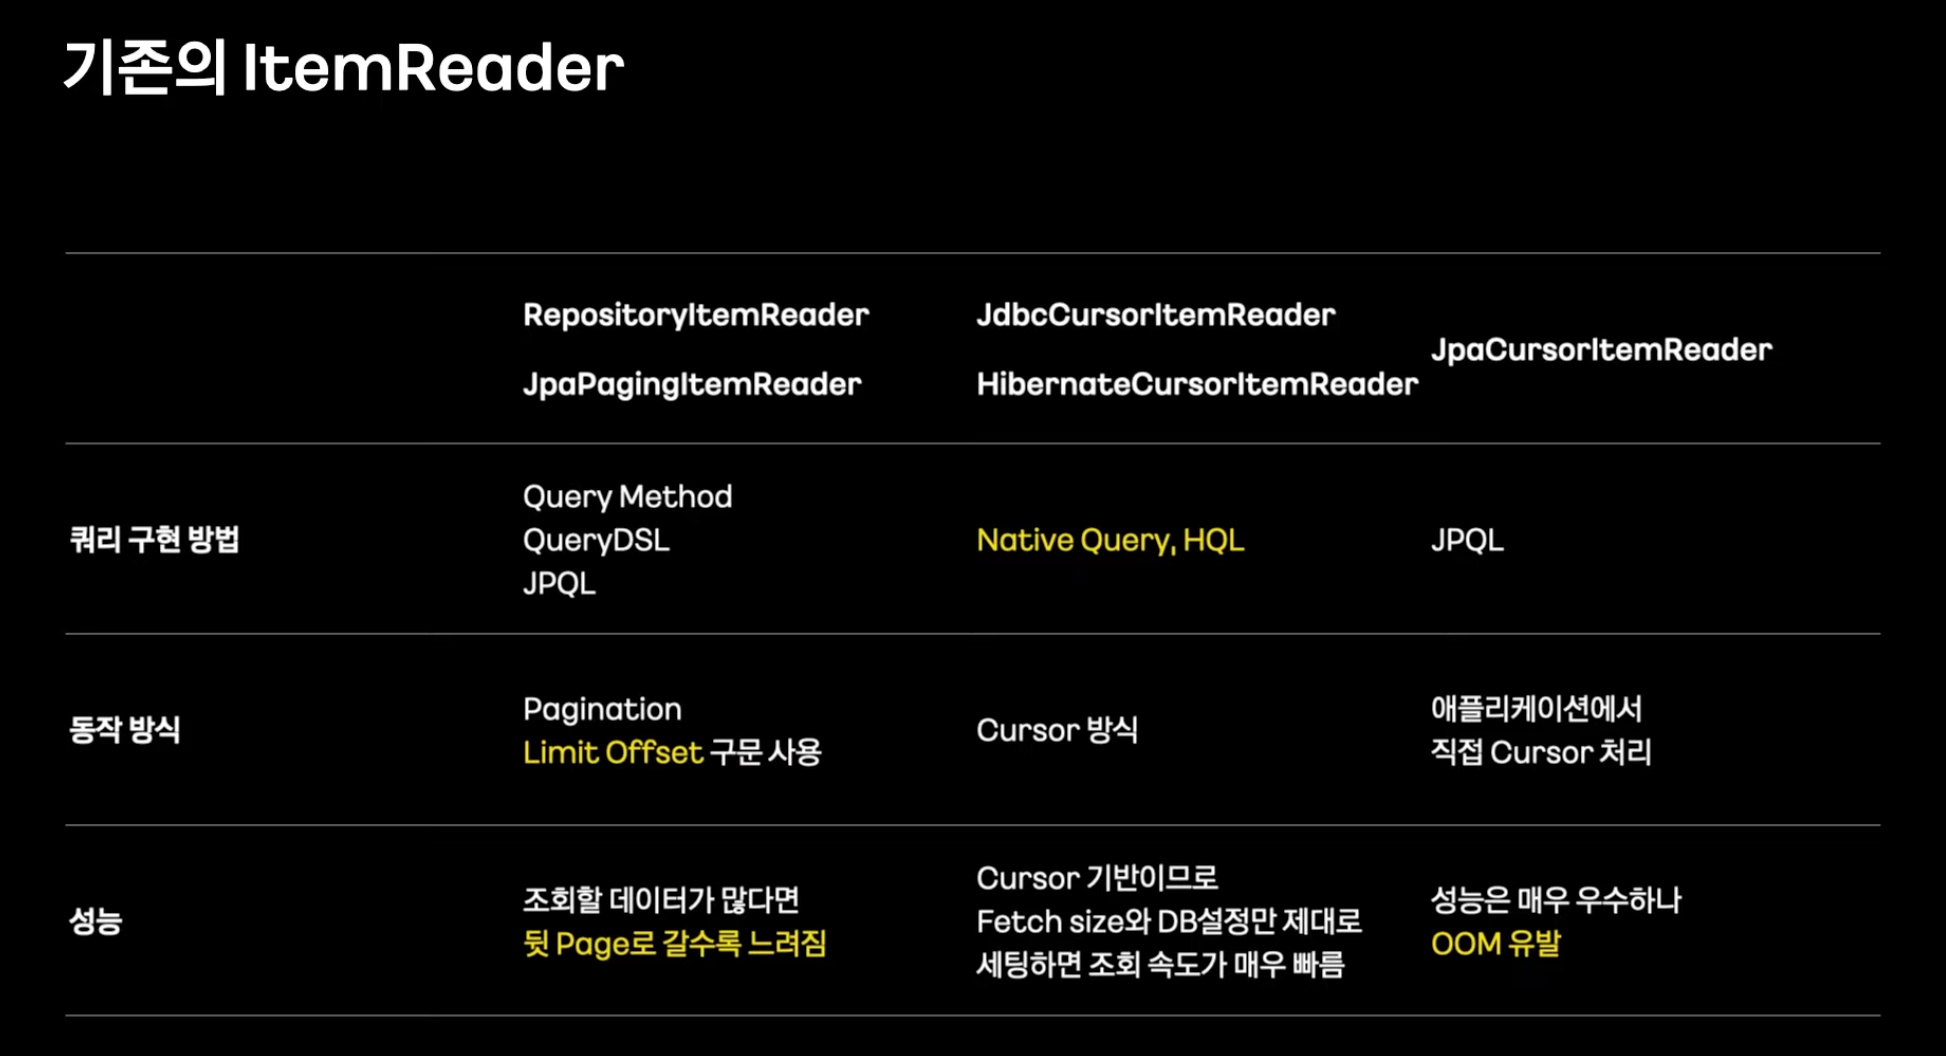 기존의 ItemReader
RepositoryItemReader
JpaPagingItemReader
JdbcCursorItemReader
HibernateCursorItemReader
JpaCursorItemReader
쿼리 구현 방법
Query Method
QueryDSL
JPQL
Native Query, HQL
JPQL
동작 방식
Pagination
Limit Offset 구문 사용
Cursor 방식
애플리케이션에서
직접 Cursor 처리
성능
조회할 데이터가 많다면
뒷 Page로 갈수록 느려짐
Cursor 기반이므로
Fetch size와 DB설정만 제대로
세팅하면 조회 속도가 매우 빠름
성능은 매우 우수하나
OOM 유발